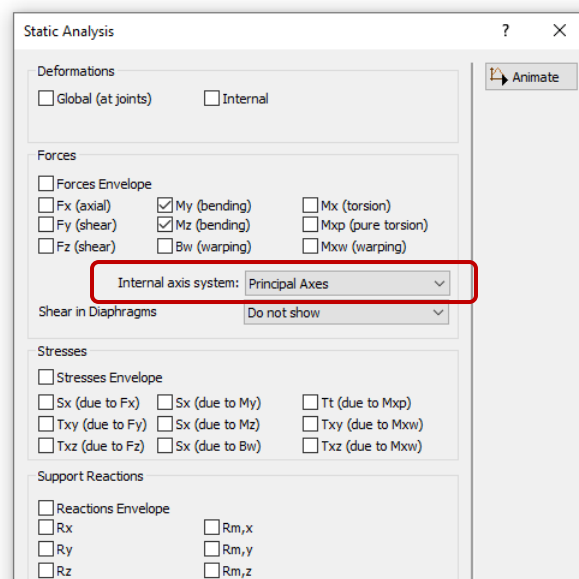 Static Analysis ?
Animate
Deformations
Global (at joints) Internal
Forces
Forces Envelope
Fx (axial) My (bending) Mx (torsion)
Fy (shear) Mz (bending) Mxp (pure torsion)
Fz (shear) Bw (warping) Mxw (warping)
Internal axis system: Principal Axes
Shear in Diaphragms Do not show
Stresses
Stresses Envelope
Sx (due to Fx) Sx (due to My) Tt (due to Mxp)
Txy (due to Fy) Sx (due to Mz) Txy (due to Mxw)
Txz (due to Fz) Sx (due to Bw) Txz (due to Mxw)
Support Reactions
Reactions Envelope
Rx Rm,x
Ry Rm,y
Rz Rm,z